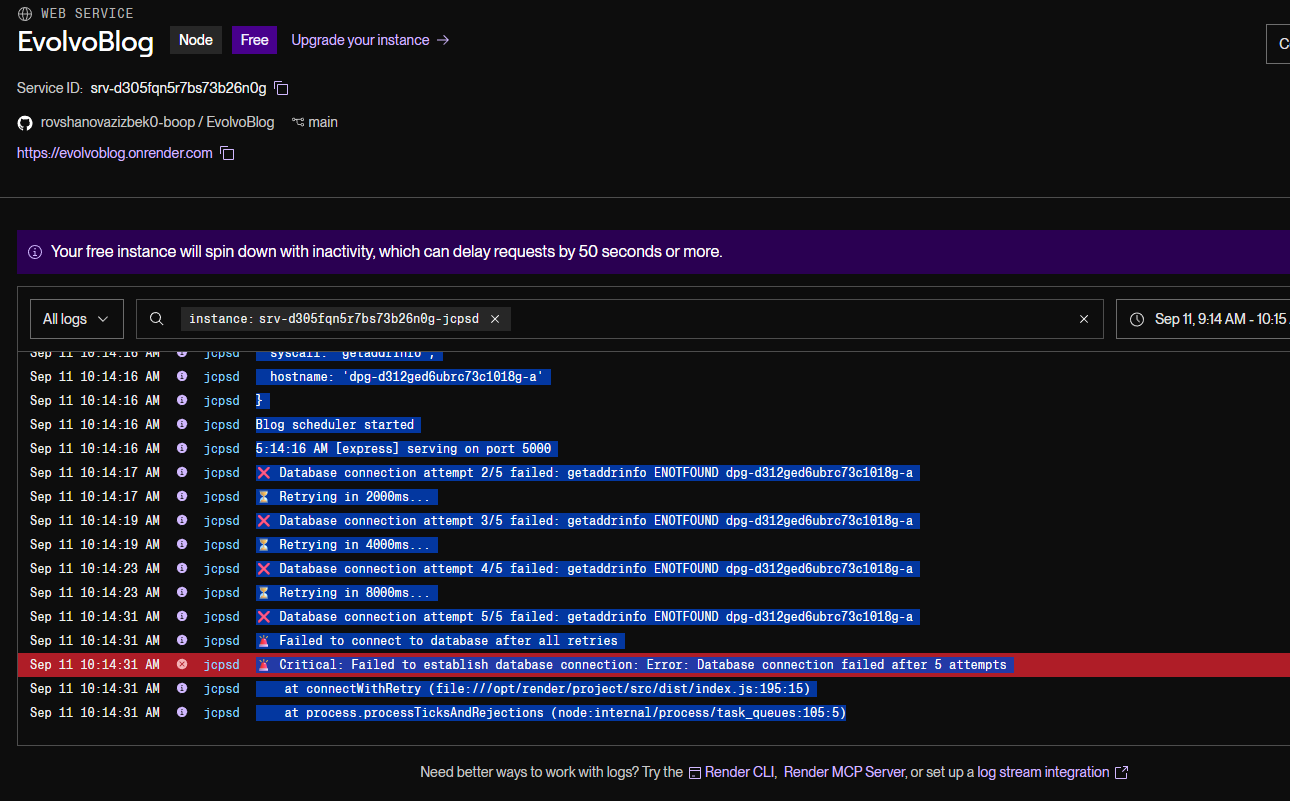 WEB SERVICE
EvolvoBlog Node Free Upgrade your instance →
Service ID: srv-d305fqn5r7bs73b26n0g
rovshanovazizbek0-boop / EvolvoBlog main
https://evolvoblog.onrender.com
Your free instance will spin down with inactivity, which can delay requests by 50 seconds or more.
All logs instance: srv-d305fqn5r7bs73b26n0g-jcpsd × × Sep 11, 9:14 AM - 10:15
Sep 11 10:14:16 AM jcpsd syscall: 'getaddrinfo',
Sep 11 10:14:16 AM jcpsd hostname: 'dpg-d312ged6ubrc73c1018g-a'
Sep 11 10:14:16 AM jcpsd }
Sep 11 10:14:16 AM jcpsd Blog scheduler started
Sep 11 10:14:16 AM jcpsd 5:14:16 AM [express] serving on port 5000
Sep 11 10:14:17 AM jcpsd ❌ Database connection attempt 2/5 failed: getaddrinfo ENOTFOUND dpg-d312ged6ubrc73c1018g-a
Sep 11 10:14:17 AM jcpsd ⏳ Retrying in 2000ms...
Sep 11 10:14:19 AM jcpsd ❌ Database connection attempt 3/5 failed: getaddrinfo ENOTFOUND dpg-d312ged6ubrc73c1018g-a
Sep 11 10:14:19 AM jcpsd ⏳ Retrying in 4000ms...
Sep 11 10:14:23 AM jcpsd ❌ Database connection attempt 4/5 failed: getaddrinfo ENOTFOUND dpg-d312ged6ubrc73c1018g-a
Sep 11 10:14:23 AM jcpsd ⏳ Retrying in 8000ms...
Sep 11 10:14:31 AM jcpsd ❌ Database connection attempt 5/5 failed: getaddrinfo ENOTFOUND dpg-d312ged6ubrc73c1018g-a
Sep 11 10:14:31 AM jcpsd 🚨 Failed to connect to database after all retries
Sep 11 10:14:31 AM jcpsd 🚨 Critical: Failed to establish database connection: Error: Database connection failed after 5 attempts
Sep 11 10:14:31 AM jcpsd at connectWithRetry (file:///opt/render/project/src/dist/index.js:195:15)
Sep 11 10:14:31 AM jcpsd at process.processTicksAndRejections (node:internal/process/task_queues:105:5)
Need better ways to work with logs? Try the Render CLI, Render MCP Server, or set up a log stream integration